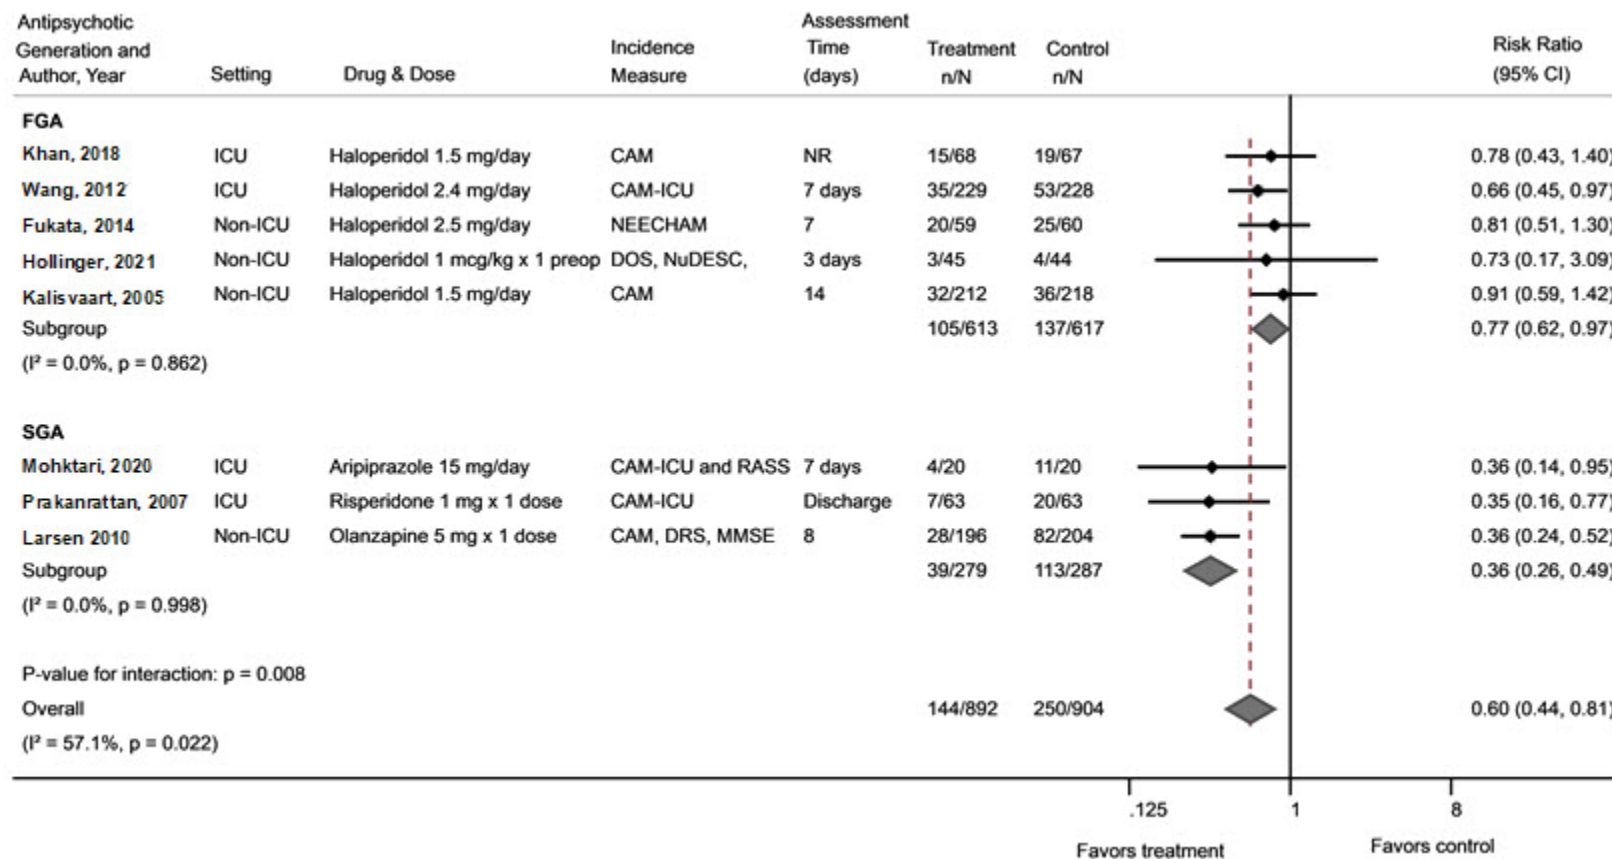 Antipsychotic
Generation and
Author, Year
Setting
Drug & Dose
Incidence
Measure
Assessment
Time
(days)
Treatment
n/N
Control
n/N
Risk Ratio
(95% CI)
FGA
Khan, 2018 ICU Haloperidol 1.5 mg/day CAM NR 15/68 19/67 0.78 (0.43, 1.40)
Wang, 2012 ICU Haloperidol 2.4 mg/day CAM-ICU 7 days 35/229 53/228 0.66 (0.45, 0.97)
Fukata, 2014 Non-ICU Haloperidol 2.5 mg/day NEECHAM 7 20/59 25/60 0.81 (0.51, 1.30)
Hollinger, 2021 Non-ICU Haloperidol 1 mcg/kg x 1 preop DOS, NuDESC, 3 days 3/45 4/44 0.73 (0.17, 3.09)
Kalisvaart, 2005 Non-ICU Haloperidol 1.5 mg/day CAM 14 32/212 36/218 0.91 (0.59, 1.42)
Subgroup 105/613 137/617 0.77 (0.62, 0.97)
(I² = 0.0%, p = 0.862)
SGA
Mohktari, 2020 ICU Aripiprazole 15 mg/day CAM-ICU and RASS 7 days 4/20 11/20 0.36 (0.14, 0.95)
Prakanrattan, 2007 ICU Risperidone 1 mg x 1 dose CAM-ICU Discharge 7/63 20/63 0.35 (0.16, 0.77)
Larsen 2010 Non-ICU Olanzapine 5 mg x 1 dose CAM, DRS, MMSE 8 28/196 82/204 0.36 (0.24, 0.52)
Subgroup 39/279 113/287 0.36 (0.26, 0.49)
(I² = 0.0%, p = 0.998)
P-value for interaction: p = 0.008
Overall 144/892 250/904 0.60 (0.44, 0.81)
(I² = 57.1%, p = 0.022)
.125 1 8
Favors treatment Favors control